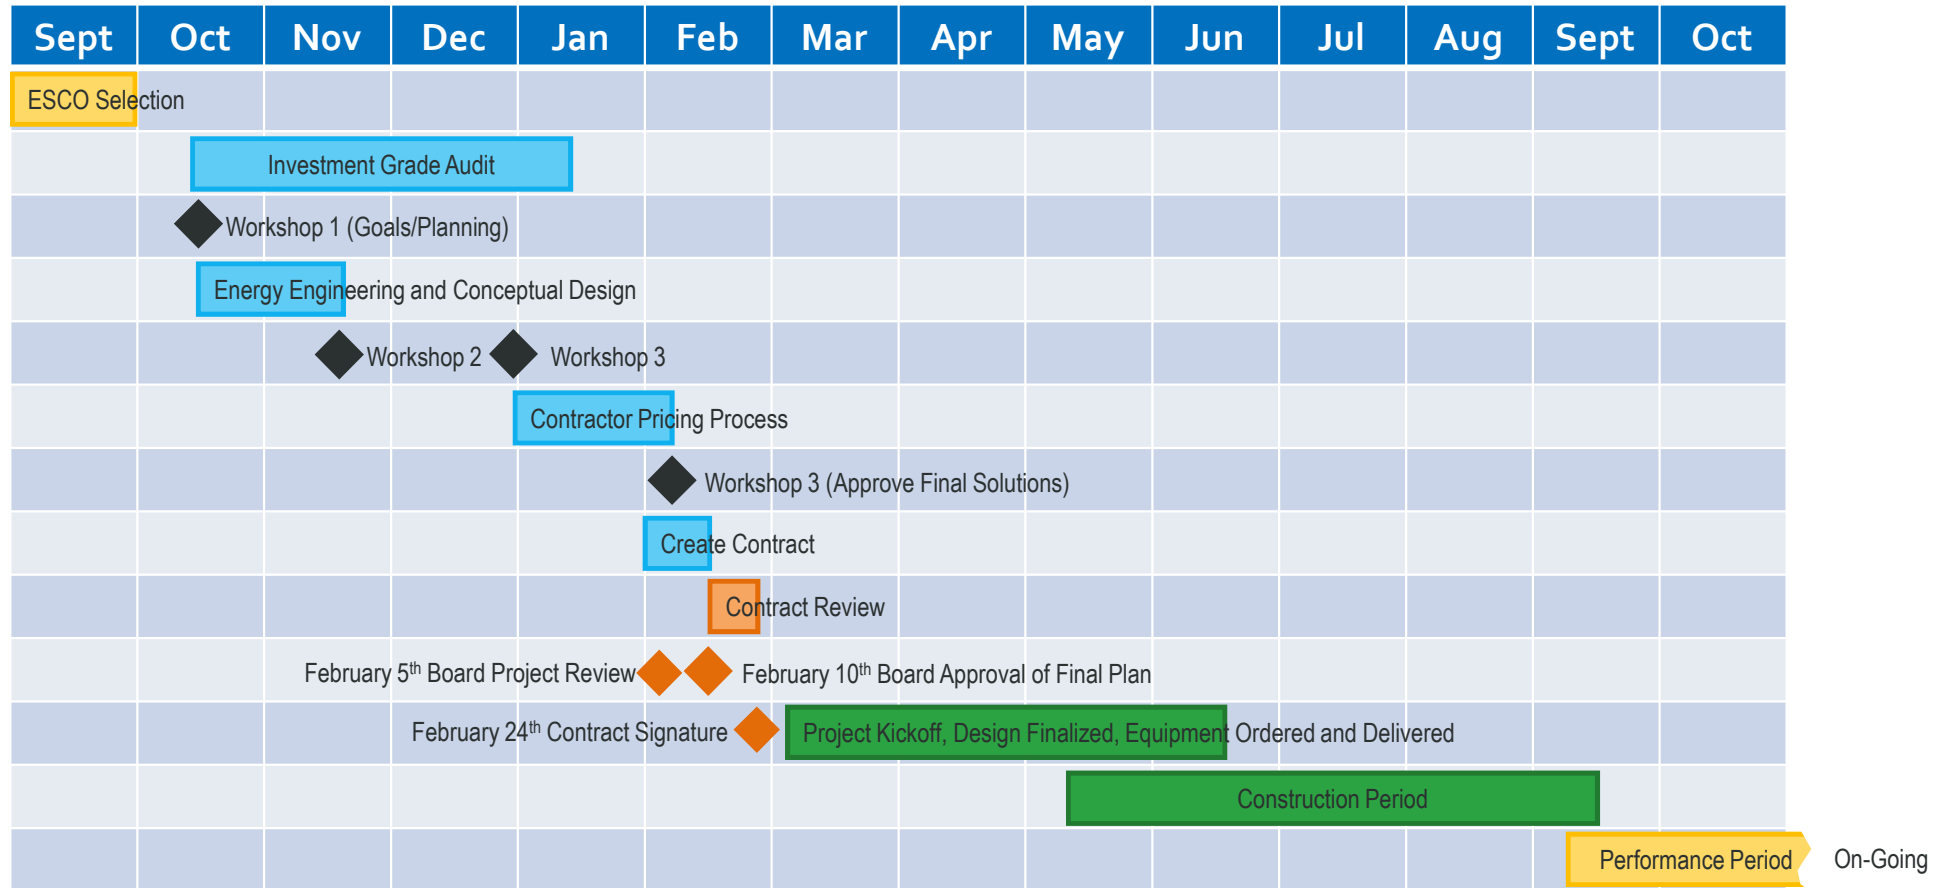 Sept Oct Nov Dec Jan Feb Mar Apr May Jun Jul Aug Sept Oct
ESCO Selection
Investment Grade Audit
Workshop 1 (Goals/Planning)
Energy Engineering and Conceptual Design
Workshop 2 Workshop 3
Contractor Pricing Process
Workshop 3 (Approve Final Solutions)
Create Contract
Contract Review
February 5th Board Project Review February 10th Board Approval of Final Plan
February 24th Contract Signature Project Kickoff, Design Finalized, Equipment Ordered and Delivered
Construction Period
Performance Period On-Going